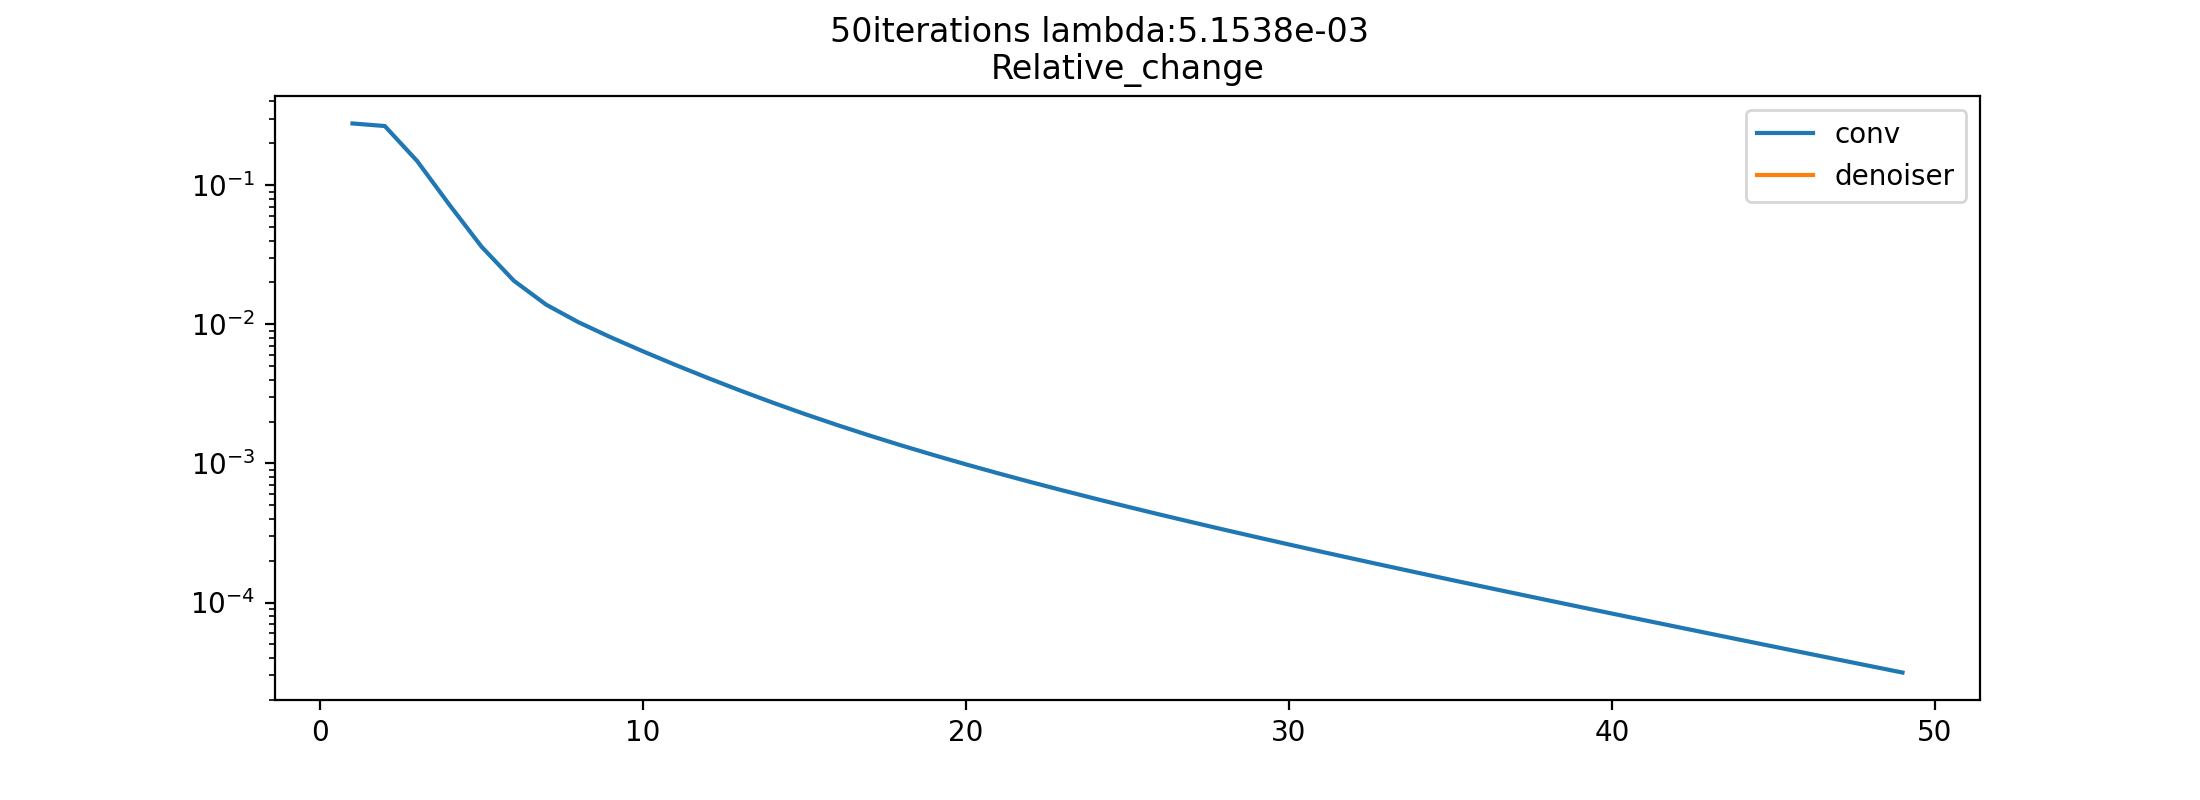 50iterations lambda:5.1538e-03
Relative_change
conv
denoiser
10⁻¹
10⁻²
10⁻³
10⁻⁴
0 10 20 30 40 50